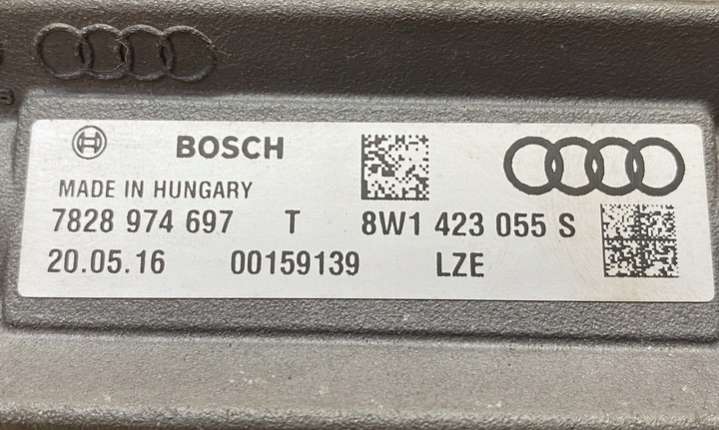 BOSCH
MADE IN HUNGARY
7828 974 697 T 8W1 423 055 S
20.05.16 00159139 LZE